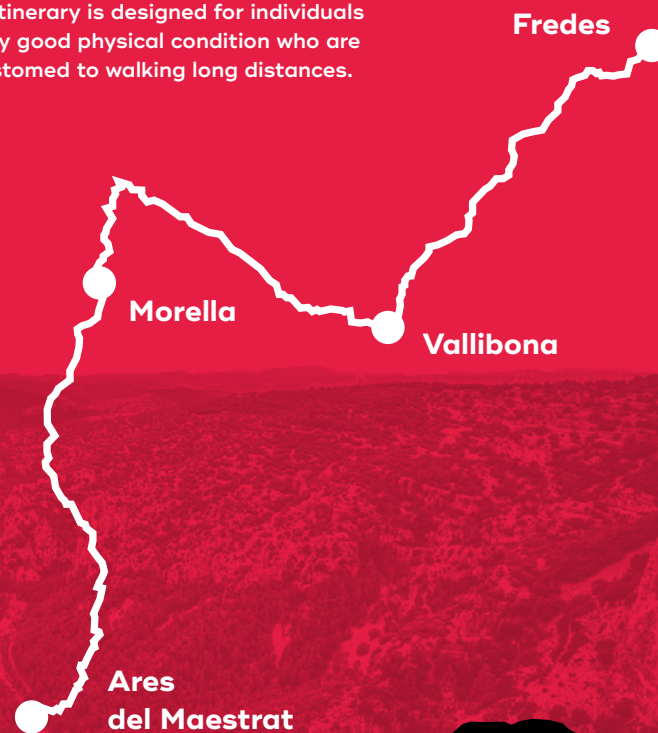 tinerary is designed for individuals
y good physical condition who are
stomed to walking long distances.
Fredes
Morella
Vallibona
Ares
del Maestrat